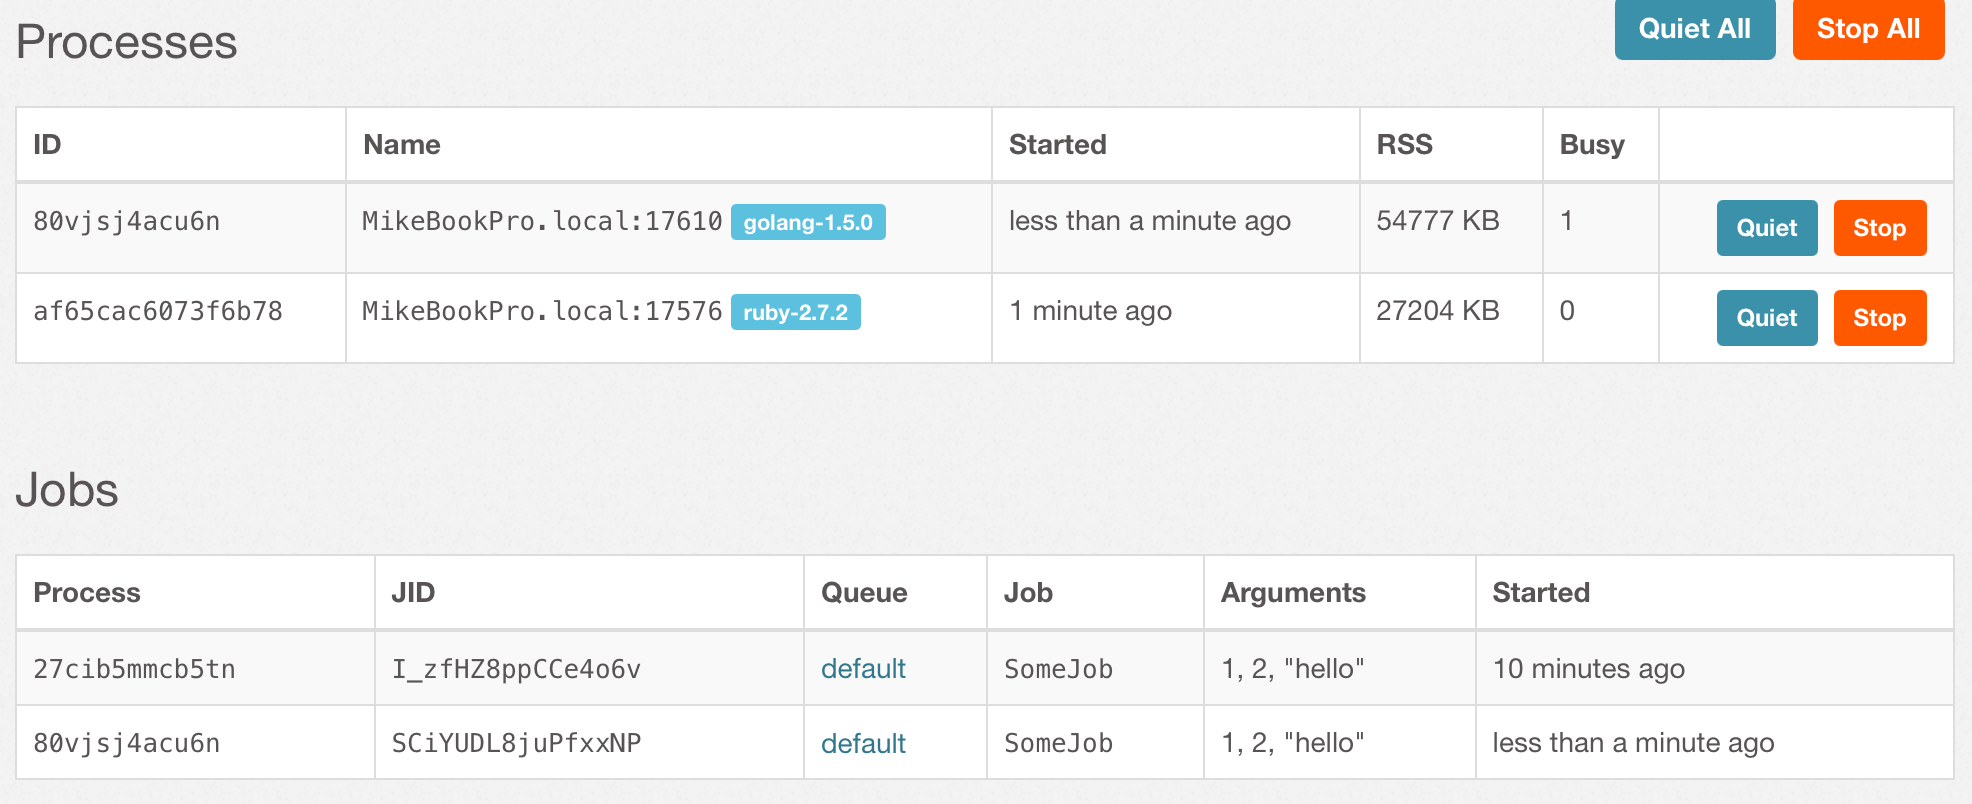 Processes Quiet All Stop All
ID Name Started RSS Busy
80vjsj4acu6n MikeBookPro.local:17610 golang-1.5.0 less than a minute ago 54777 KB 1 Quiet Stop
af65cac6073f6b78 MikeBookPro.local:17576 ruby-2.7.2 1 minute ago 27204 KB 0 Quiet Stop
Jobs
Process JID Queue Job Arguments Started
27cib5mmcb5tn I_zfHZ8ppCCe4o6v default SomeJob 1, 2, "hello" 10 minutes ago
80vjsj4acu6n SCiYUDL8juPfxxNP default SomeJob 1, 2, "hello" less than a minute ago